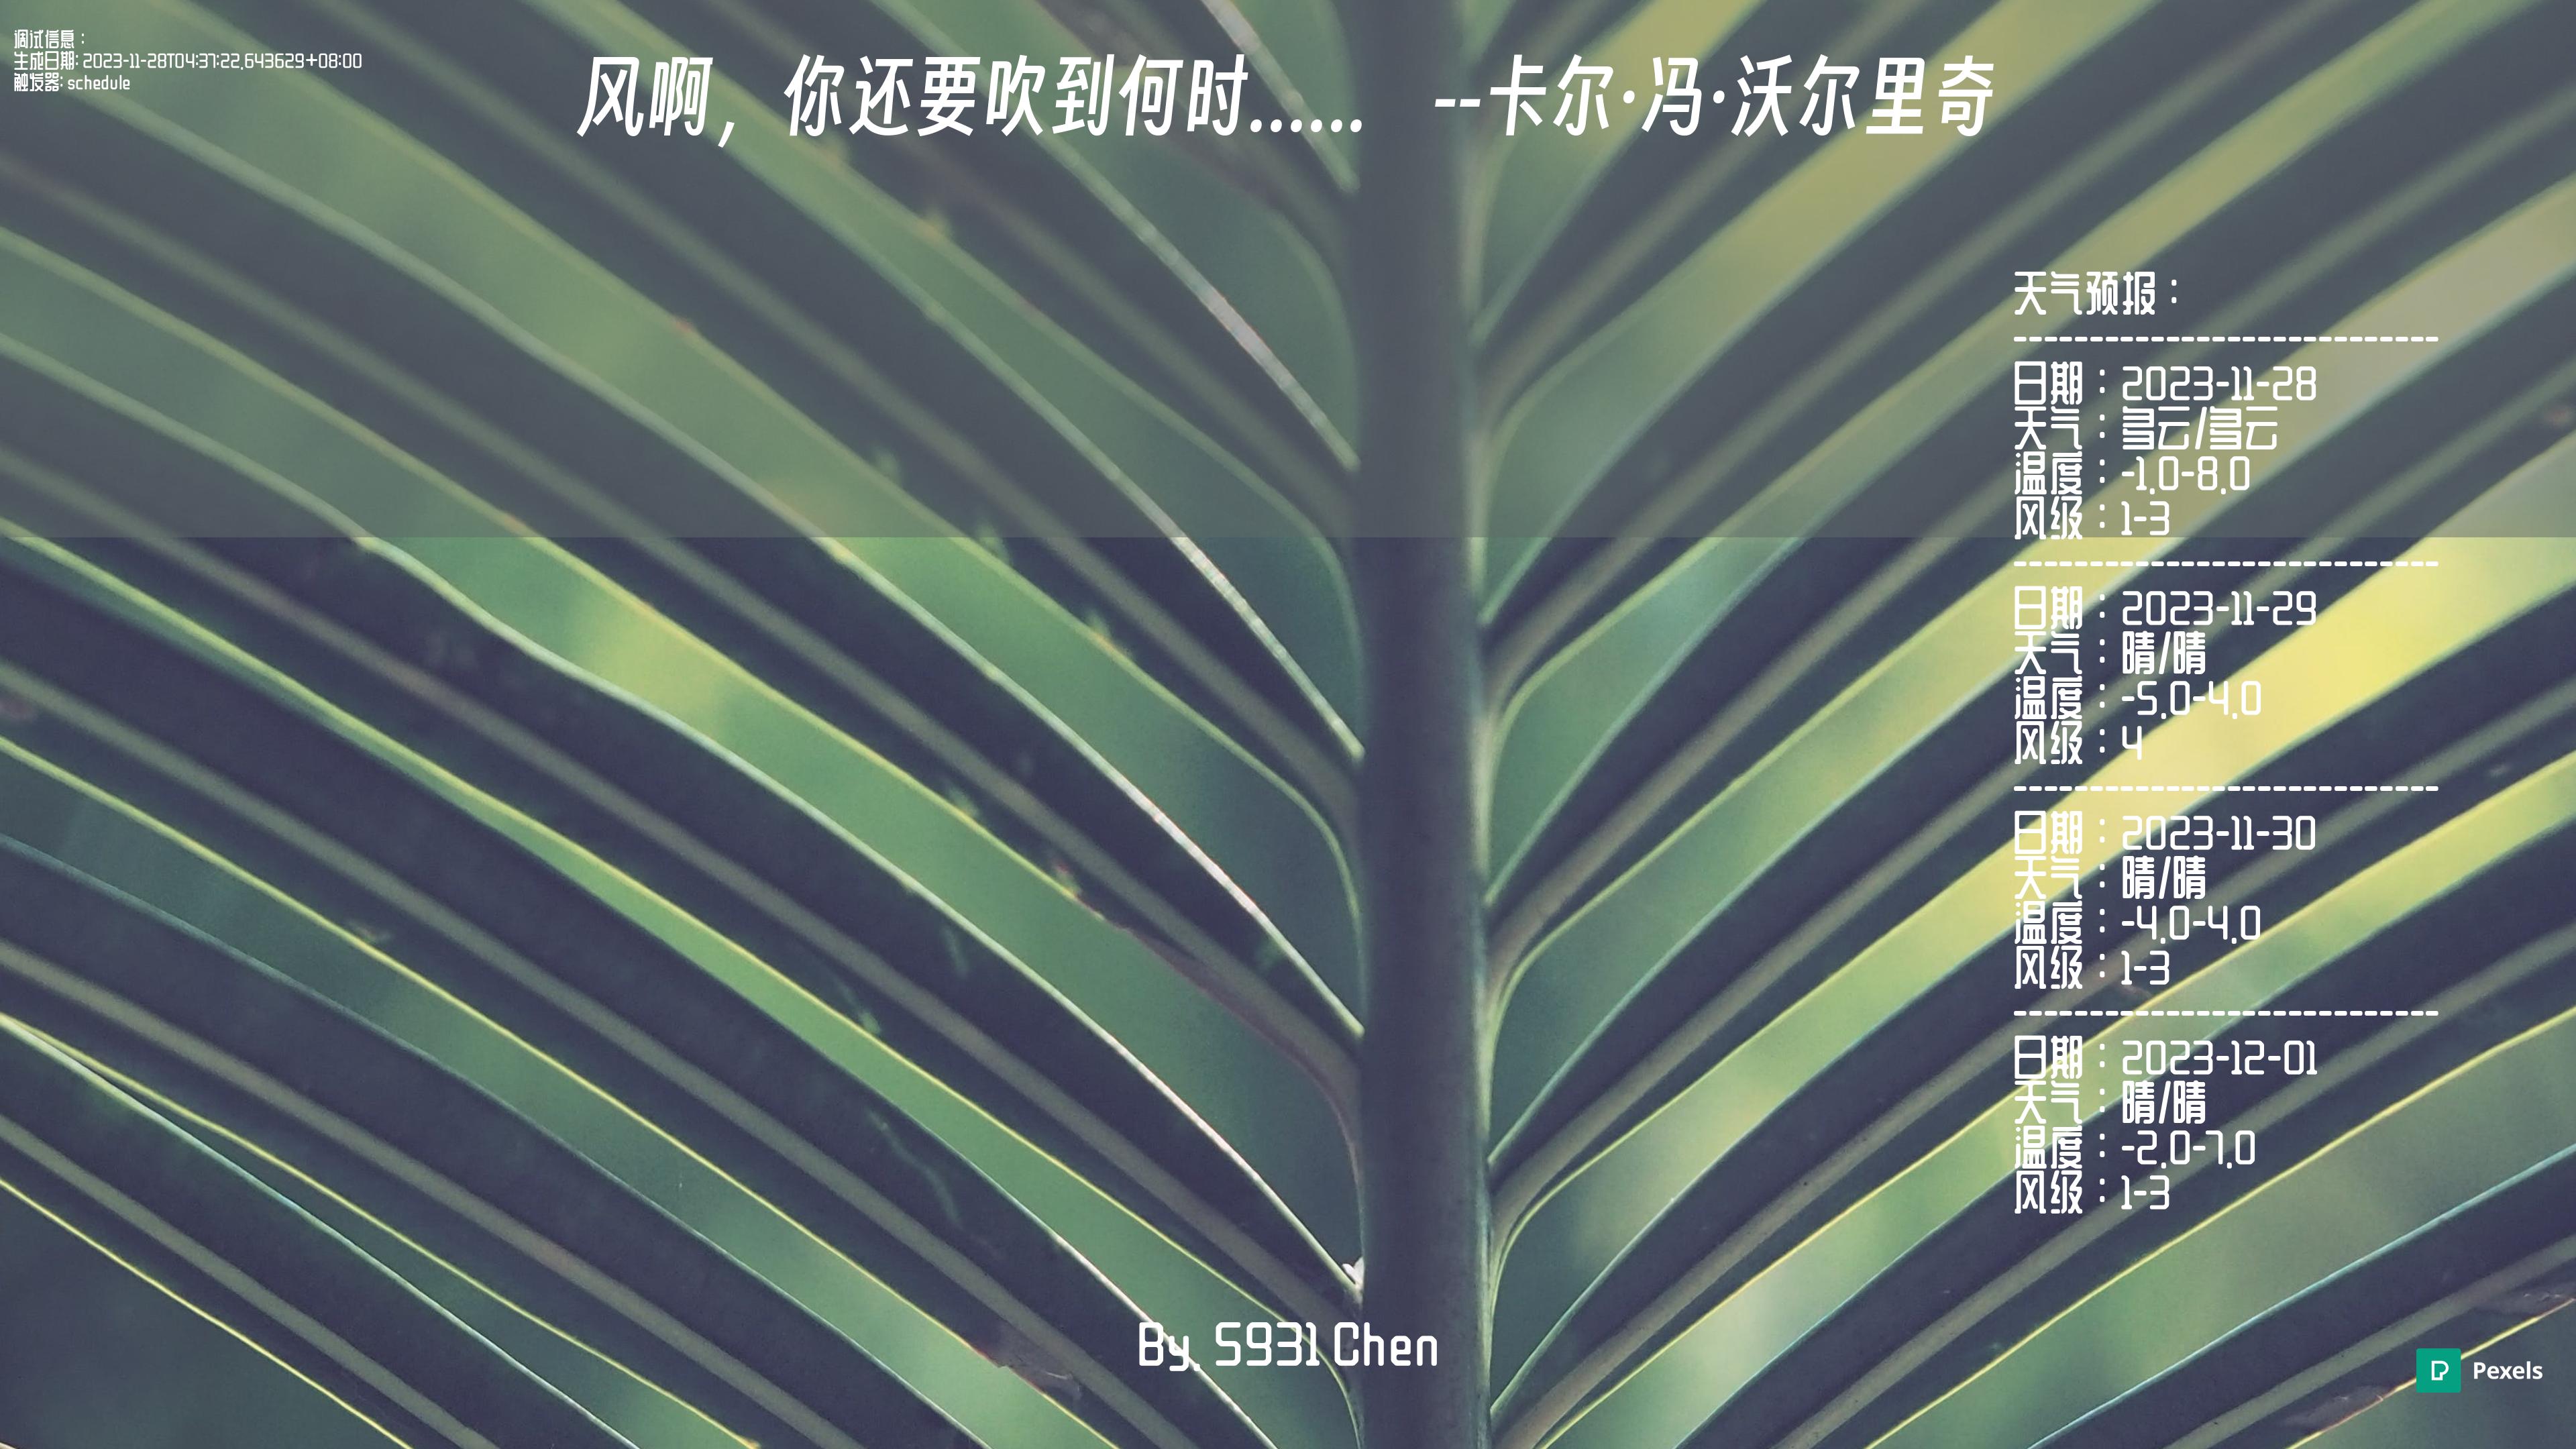 调试信息：
生成日期: 2023-11-28T04:37:22.643629+08:00
触发器: schedule
风啊，你还要吹到何时…… --卡尔·冯·沃尔里奇
天气预报：
----------------------------
日期：2023-11-28
天气：多云/多云
温度：-1.0-8.0
风级：1-3
----------------------------
日期：2023-11-29
天气：晴/晴
温度：-5.0-4.0
风级：4
----------------------------
日期：2023-11-30
天气：晴/晴
温度：-4.0-4.0
风级：1-3
----------------------------
日期：2023-12-01
天气：晴/晴
温度：-2.0-7.0
风级：1-3
By. S931 Chen
Pexels